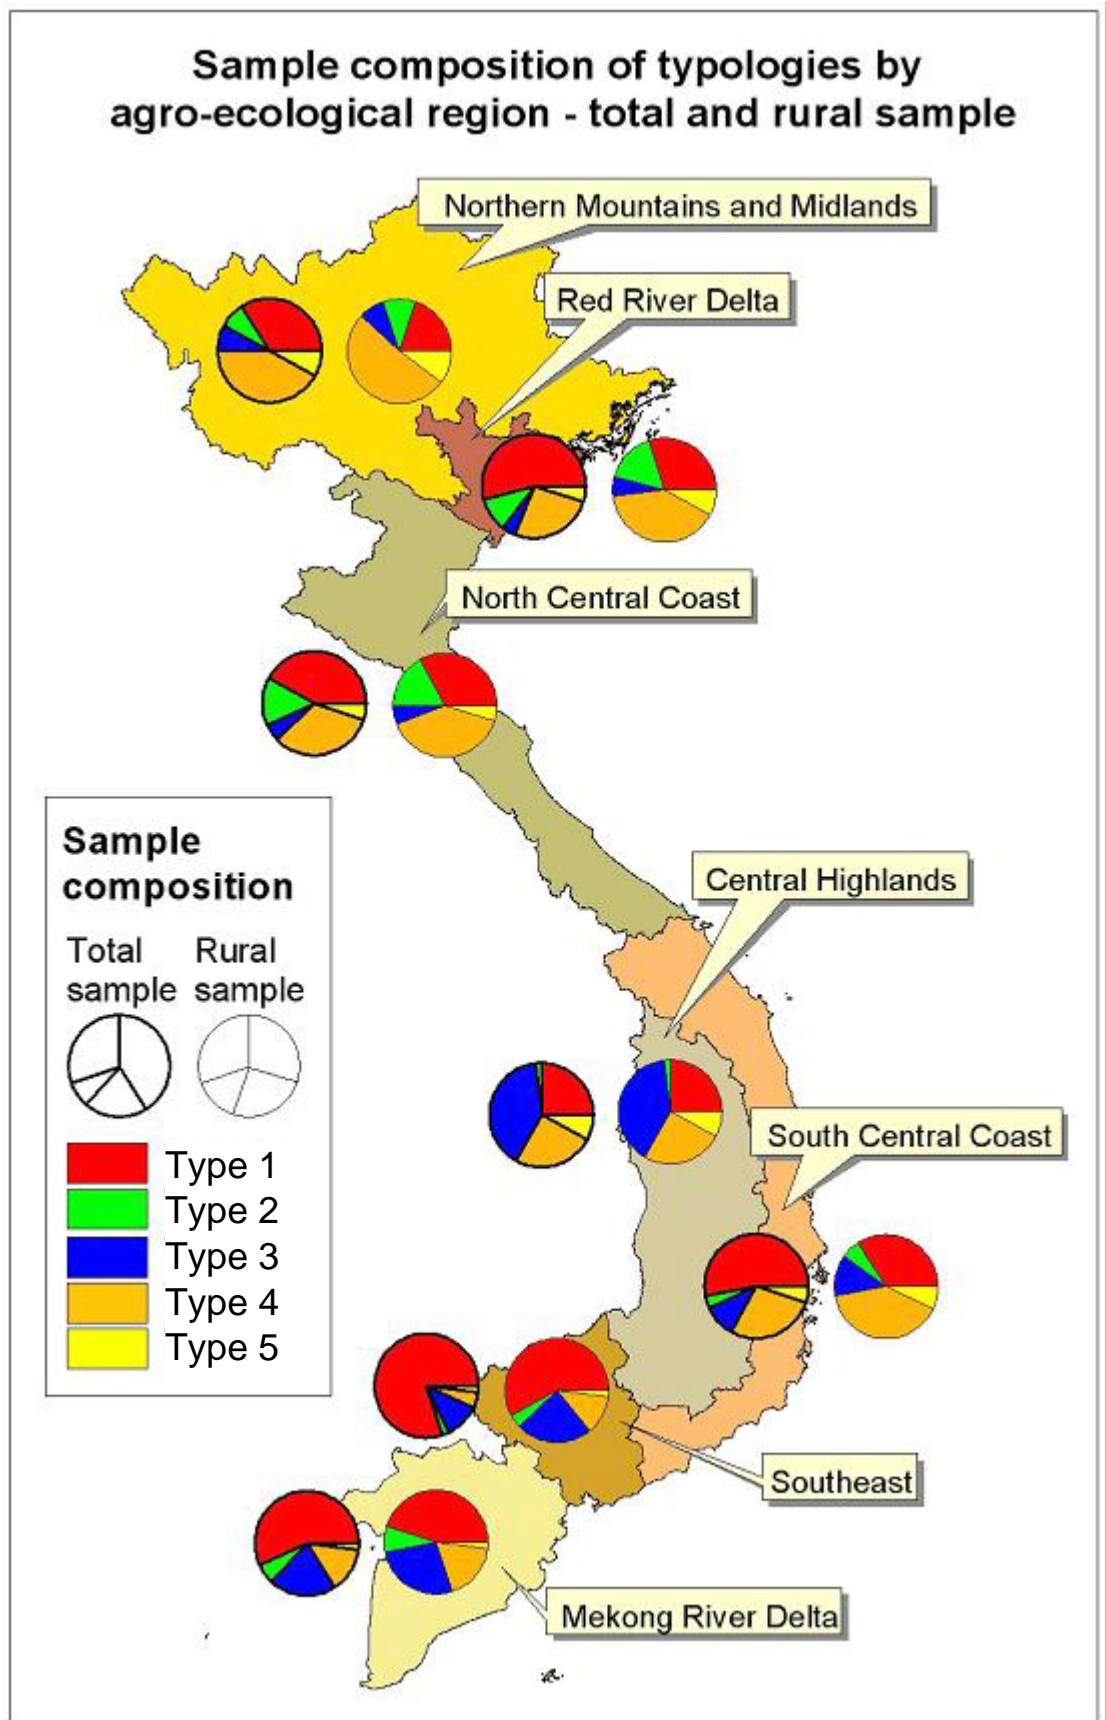 Sample composition of typologies by
agro-ecological region - total and rural sample
Northern Mountains and Midlands
Red River Delta
North Central Coast
Central Highlands
South Central Coast
Southeast
Mekong River Delta
Sample
composition
Total Rural
sample sample
Type 1
Type 2
Type 3
Type 4
Type 5